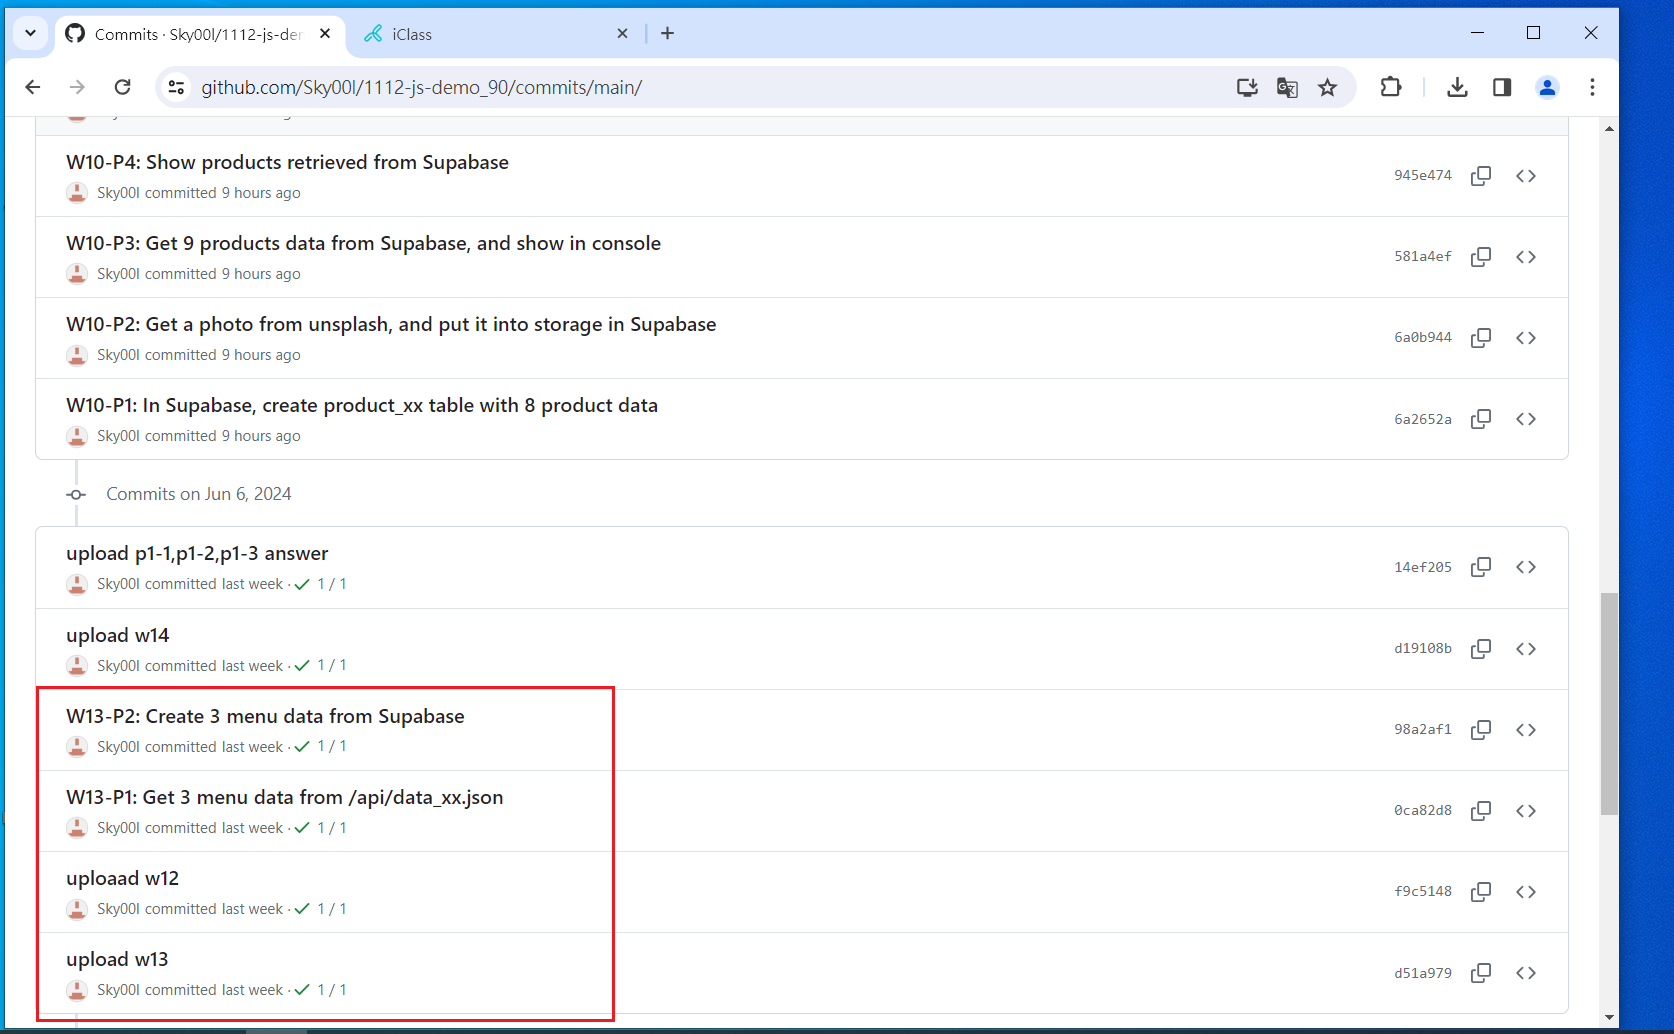 Commits · Sky00l/1112-js-den
iClass
github.com/Sky00l/1112-js-demo_90/commits/main/
W10-P4: Show products retrieved from Supabase
945e474
Sky00l committed 9 hours ago
W10-P3: Get 9 products data from Supabase, and show in console
581a4ef
Sky00l committed 9 hours ago
W10-P2: Get a photo from unsplash, and put it into storage in Supabase
6a0b944
Sky00l committed 9 hours ago
W10-P1: In Supabase, create product_xx table with 8 product data
6a2652a
Sky00l committed 9 hours ago
Commits on Jun 6, 2024
upload p1-1,p1-2,p1-3 answer
14ef205
Sky00l committed last week · 1 / 1
upload w14
d19108b
Sky00l committed last week · 1 / 1
W13-P2: Create 3 menu data from Supabase
98a2af1
Sky00l committed last week · 1 / 1
W13-P1: Get 3 menu data from /api/data_xx.json
0ca82d8
Sky00l committed last week · 1 / 1
uploaad w12
f9c5148
Sky00l committed last week · 1 / 1
upload w13
d51a979
Sky00l committed last week · 1 / 1